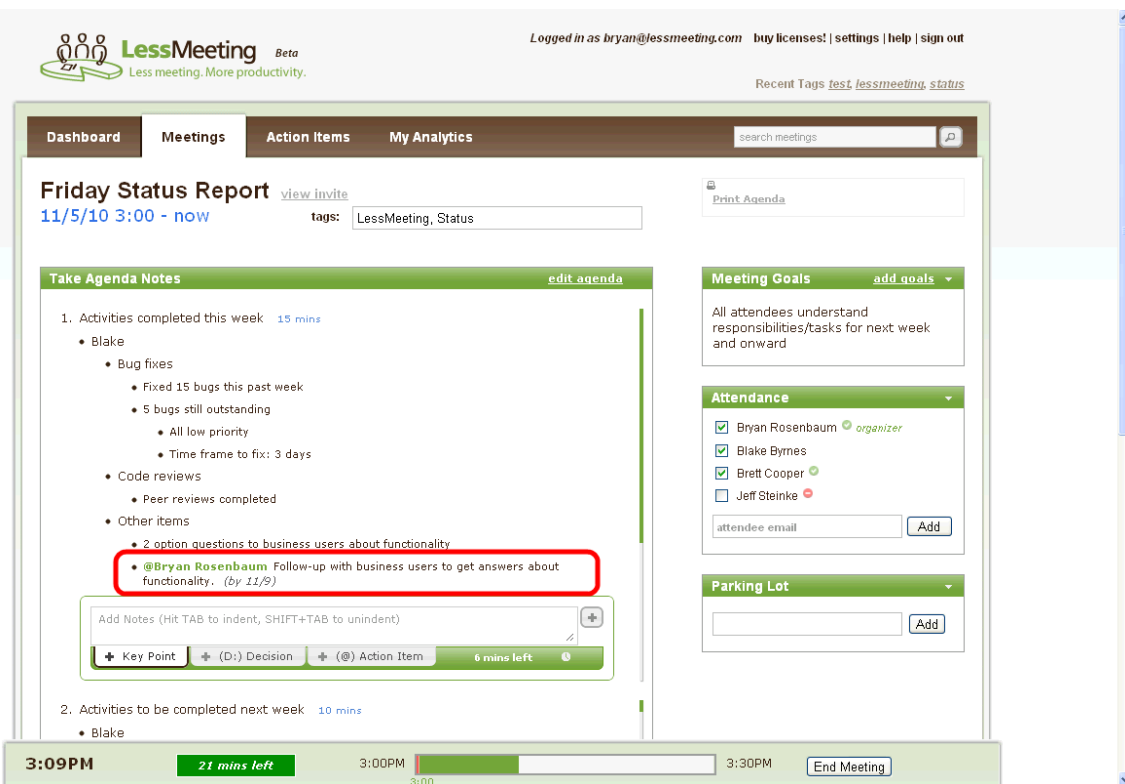 LessMeeting Beta
Less meeting. More productivity.
Logged in as bryan@lessmeeting.com buy licenses! | settings | help | sign out
Recent Tags test, lessmeeting, status
Dashboard Meetings Action Items My Analytics
search meetings
Friday Status Report view invite
11/5/10 3:00 - now
tags: LessMeeting, Status
Print Agenda
Take Agenda Notes edit agenda
1. Activities completed this week 15 mins
• Blake
• Bug fixes
• Fixed 15 bugs this past week
• 5 bugs still outstanding
• All low priority
• Time frame to fix: 3 days
• Code reviews
• Peer reviews completed
• Other items
• 2 option questions to business users about functionality
• @Bryan Rosenbaum Follow-up with business users to get answers about
functionality. (by 11/9)
Add Notes (Hit TAB to indent, SHIFT+TAB to unindent)
+ Key Point + (D:) Decision + (@) Action Item 6 mins left
2. Activities to be completed next week 10 mins
• Blake
Meeting Goals add goals
All attendees understand
responsibilities/tasks for next week
and onward
Attendance
Bryan Rosenbaum organizer
Blake Byrnes
Brett Cooper
Jeff Steinke
attendee email Add
Parking Lot
Add
3:09PM 21 mins left 3:00PM 3:30PM End Meeting
3:00